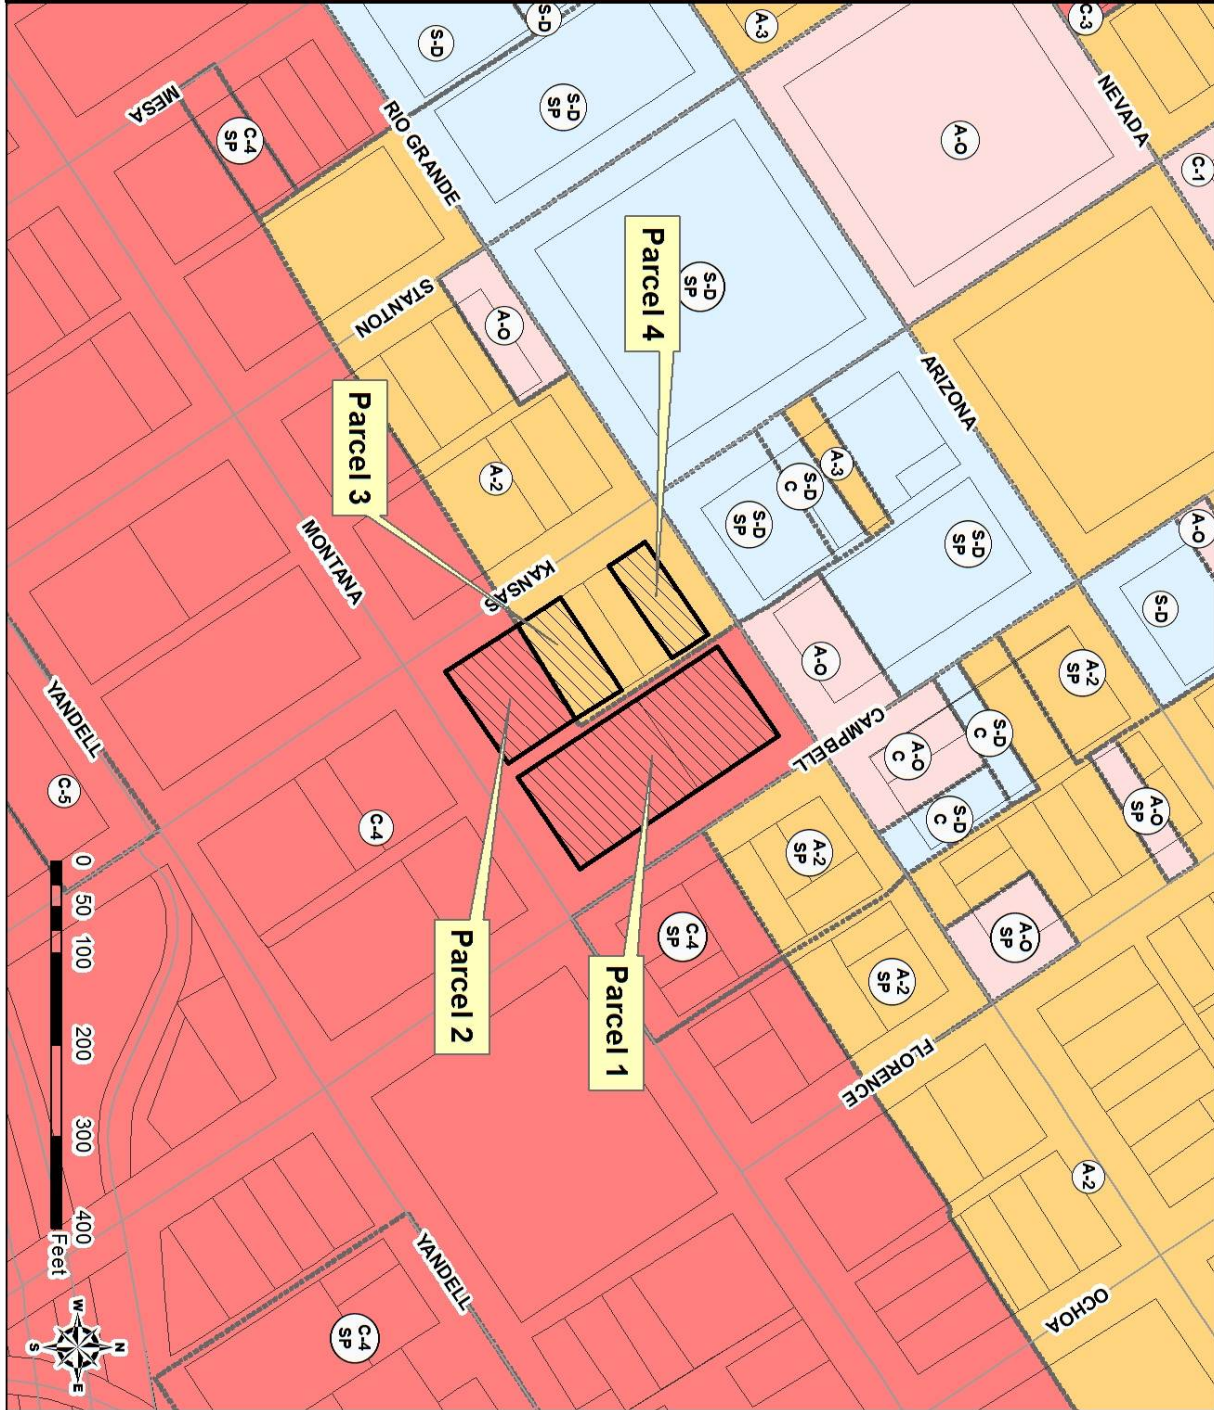 C-1
A-O
S-D
A-O
SP
NEVADA
C-3
A-2
SP
A-2
OCHOA
A-O
SP
S-D
C
S-D
SP
A-O
ARIZONA
S-D
C
A-O
C
A-2
SP
FLORENCE
CAMPBELL
A-3
A-O
A-2
SP
S-D
C
A-3
S-D
SP
S-D
SP
C-4
SP
Parcel 4
Parcel 1
S-D
SP
S-D
KANSAS
A-O
A-2
Parcel 2
YANDELL
S-D
RIO GRANDE
STANTON
C-4
Parcel 3
C-4
SP
MONTANA
C-4
SP
MESA
YANDELL
C-5
0 50 100 200 300 400
Feet
N
W E
S